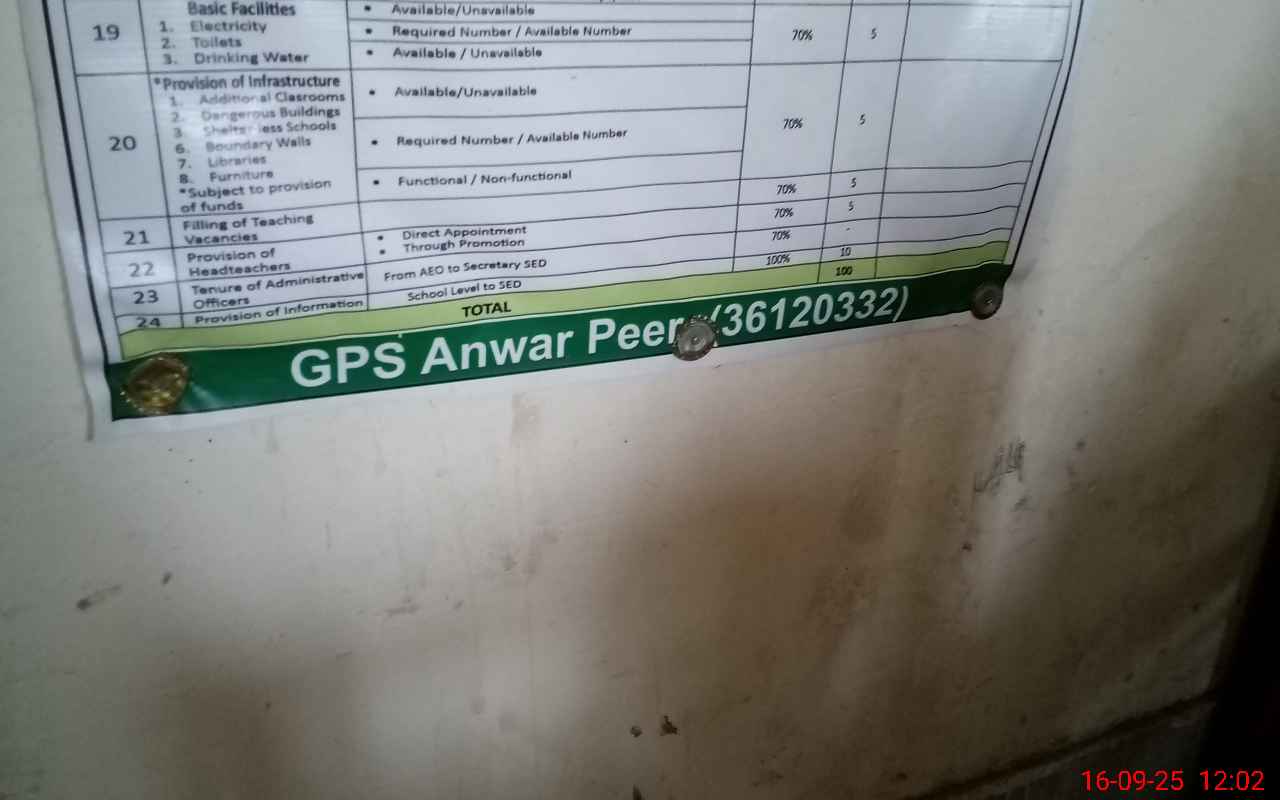 19
Basic Facilities
1. Electricity
2. Toilets
3. Drinking Water
• Available/Unavailable
• Required Number / Available Number
• Available / Unavailable
70%
5
20
*Provision of Infrastructure
1. Additional Clasrooms
2. Dangerous Buildings
3. Shelter less Schools
6. Boundary Walls
7. Libraries
8. Furniture
*Subject to provision
of funds
• Available/Unavailable
• Required Number / Available Number
• Functional / Non-functional
70%
5
21
Filling of Teaching
Vacancies
70%
5
22
Provision of
Headteachers
• Direct Appointment
• Through Promotion
70%
5
23
Tenure of Administrative
Officers
From AEO to Secretary SED
70%
-
24
Provision of Information
School Level to SED
100%
10
TOTAL
100
GPS Anwar Peer (36120332)
16-09-25 12:02